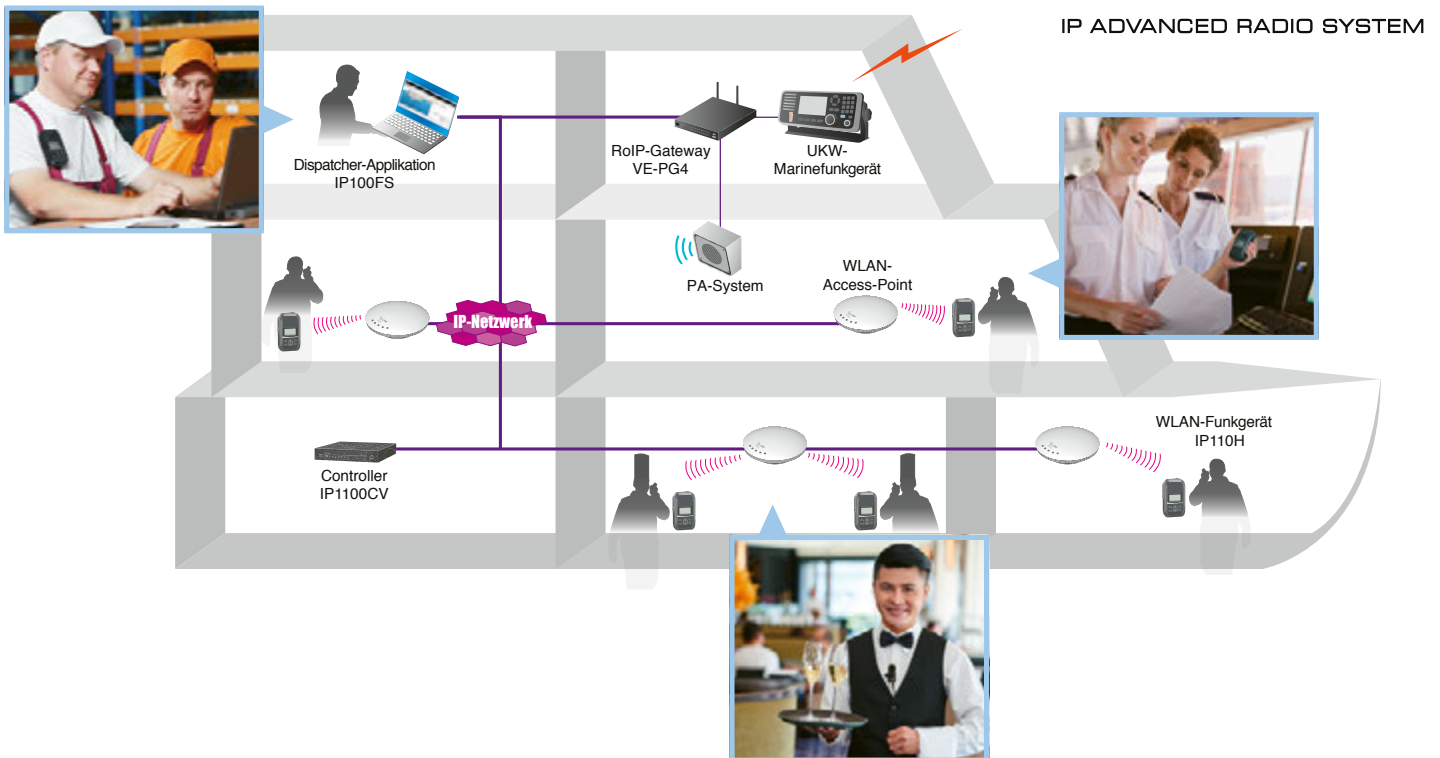 IP ADVANCED RADIO SYSTEM
Dispatcher-Applikation
IP100FS
RoIP-Gateway
VE-PG4
UKW-
Marinefunkgerät
PA-System
WLAN-
Access-Point
IP-Netzwerk
Controller
IP1100CV
WLAN-Funkgerät
IP110H